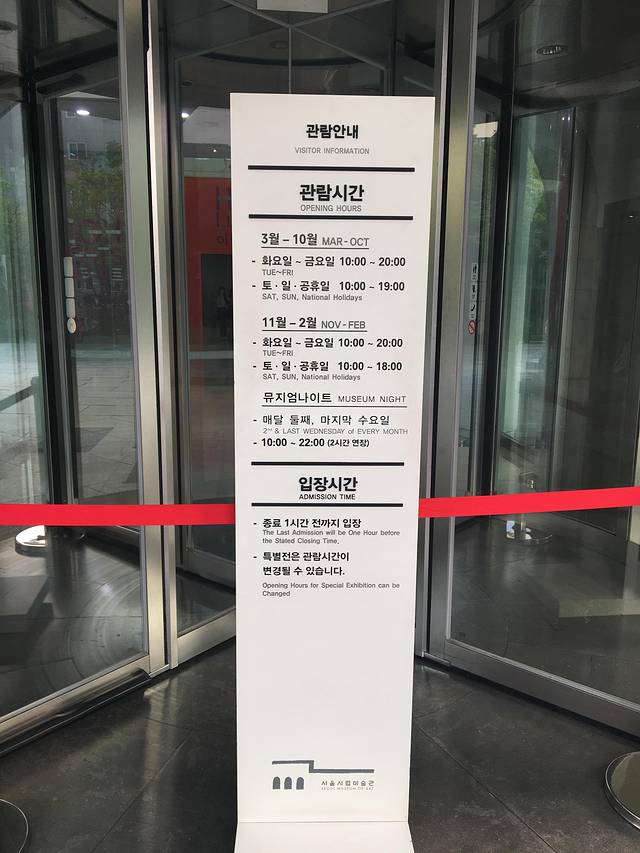 관람안내
VISITOR INFORMATION
관람시간
OPENING HOURS
3월 – 10월 MAR - OCT
- 화요일 ~ 금요일 10:00 ~ 20:00
TUE~FRI
- 토 · 일 · 공휴일 10:00 ~ 19:00
SAT, SUN, National Holidays
11월 – 2월 NOV - FEB
- 화요일 ~ 금요일 10:00 ~ 20:00
TUE~FRI
- 토 · 일 · 공휴일 10:00 ~ 18:00
SAT, SUN, National Holidays
뮤지엄나이트 MUSEUM NIGHT
- 매달 둘째, 마지막 수요일
2ⁿᵈ & LAST WEDNESDAY of EVERY MONTH
- 10:00 ~ 22:00 (2시간 연장)
입장시간
ADMISSION TIME
- 종료 1시간 전까지 입장
The Last Admission will be One Hour before
the Stated Closing Time.
- 특별전은 관람시간이
변경될 수 있습니다.
Opening Hours for Special Exhibition can be
Changed
서울시립미술관
SEOUL MUSEUM OF ART